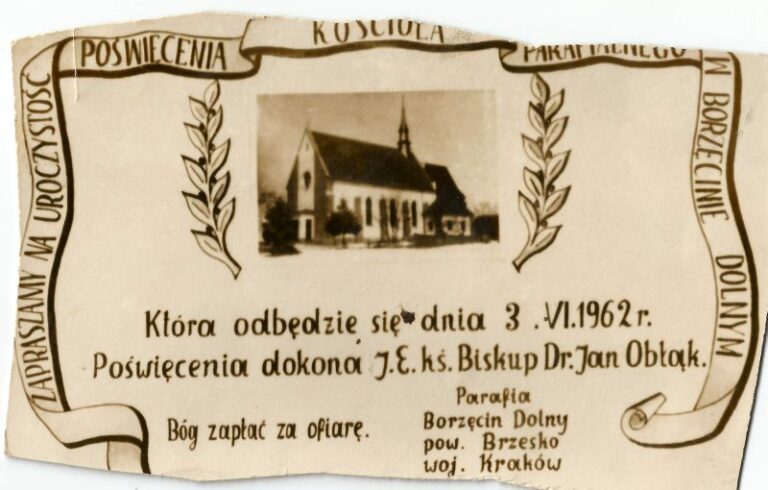 ZAPRASZAMY NA UROCZYSTOŚĆ
POŚWIĘCENIA
KOŚCIOŁA
PARAFIALNEGO
W BORZĘCINIE DOLNYM
Która odbędzie się dnia 3.VI.1962 r.
Poświęcenia dokona J.E. kś. Biskup Dr. Jan Obłąk.
Bóg zapłać za ofiarę.
Parafia
Borzęcin Dolny
pow. Brzesko
woj. Kraków